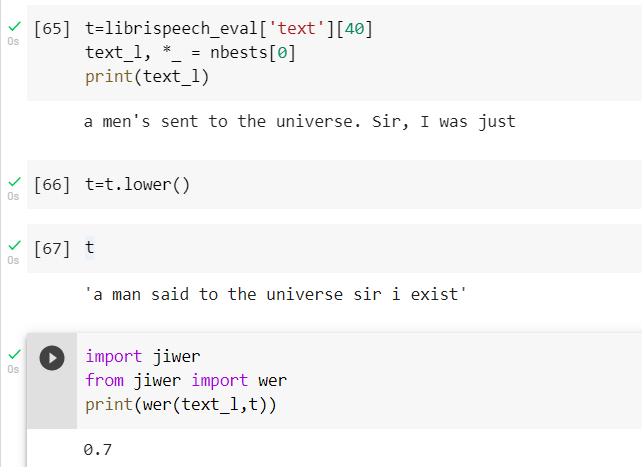 [65] t=librispeech_eval['text'][40]
0s
text_l, *_ = nbests[0]
print(text_l)
a men's sent to the universe. Sir, I was just
[66] t=t.lower()
0s
[67] t
0s
'a man said to the universe sir i exist'
import jiwer
0s
from jiwer import wer
print(wer(text_l,t))
0.7